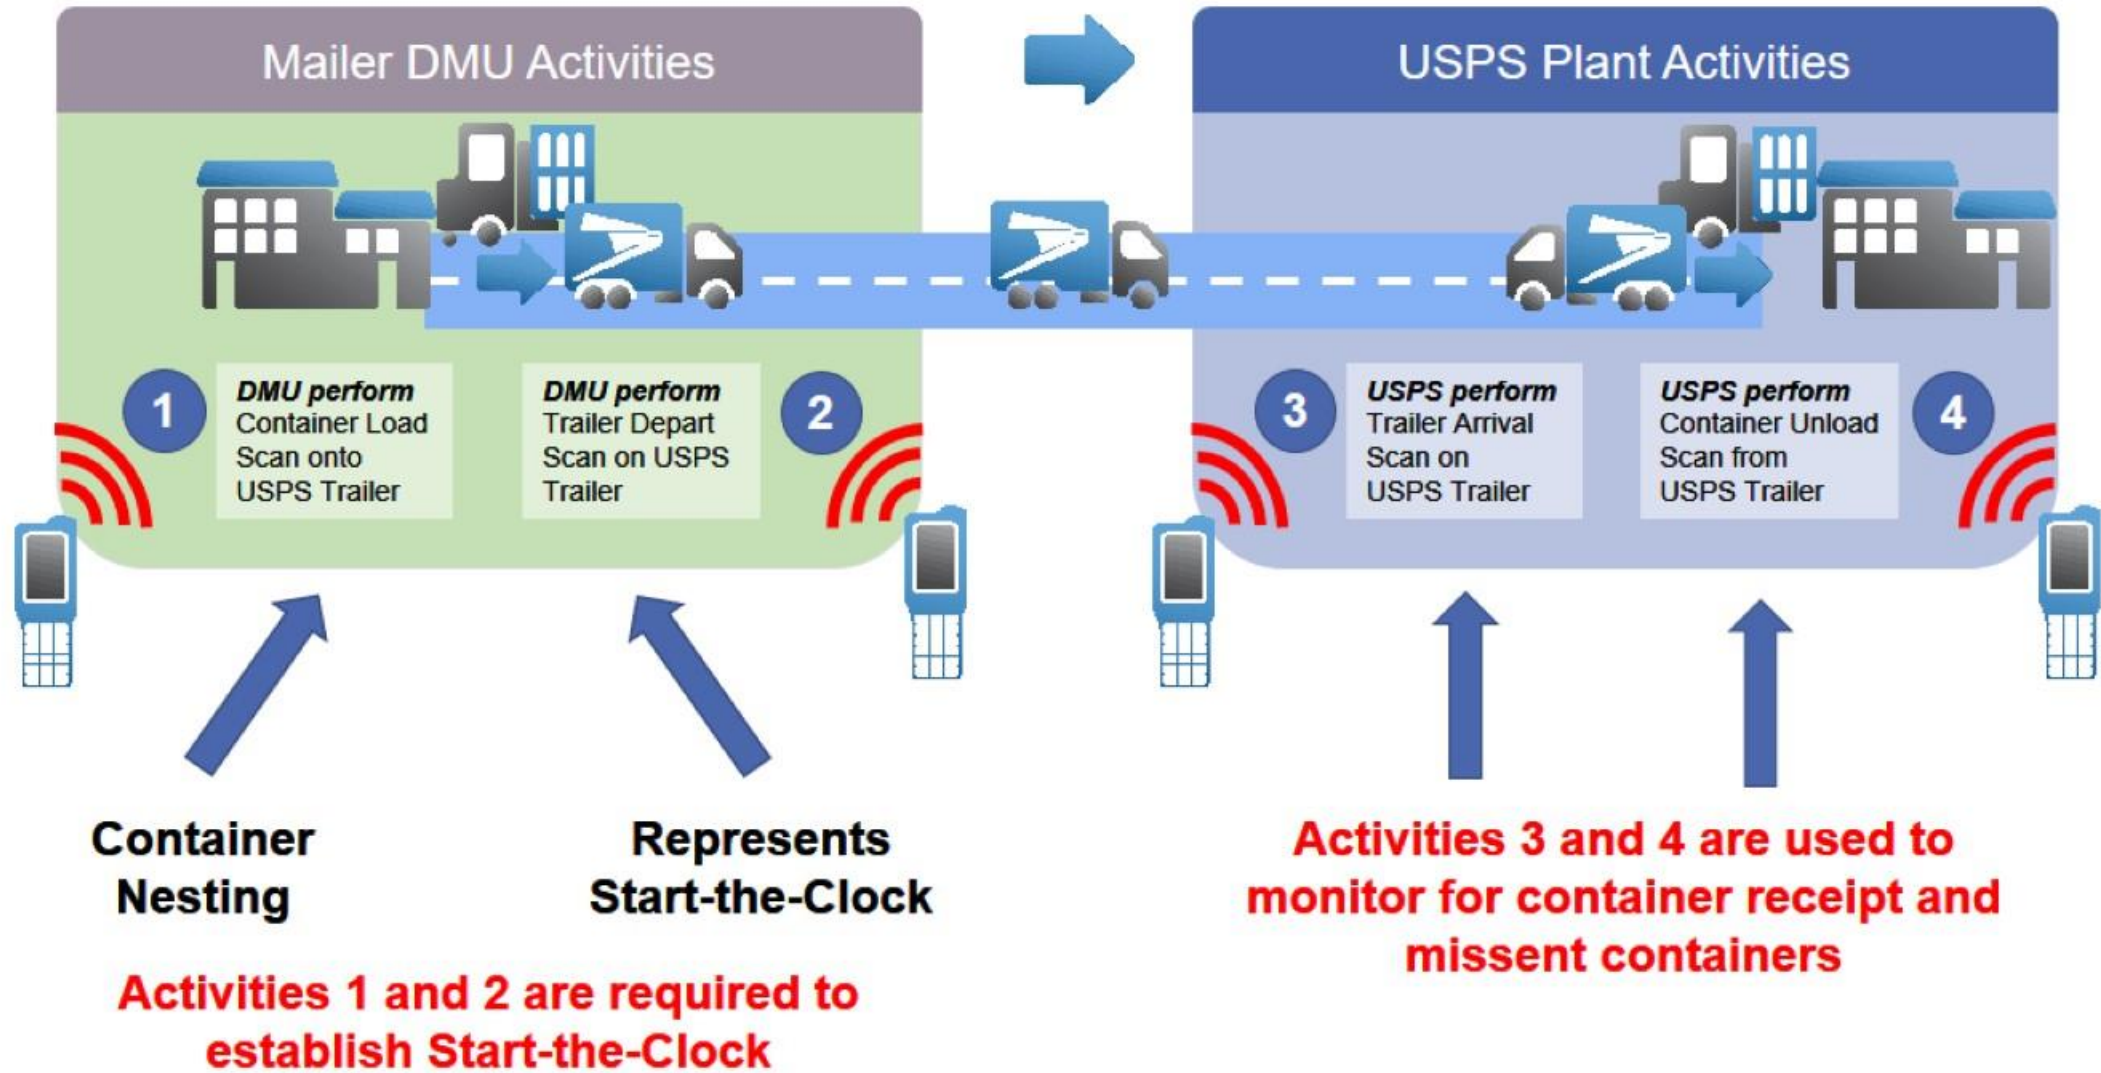 Mailer DMU Activities
USPS Plant Activities
1
DMU perform
Container Load
Scan onto
USPS Trailer
DMU perform
Trailer Depart
Scan on USPS
Trailer
2
3
USPS perform
Trailer Arrival
Scan on
USPS Trailer
USPS perform
Container Unload
Scan from
USPS Trailer
4
Container
Nesting
Represents
Start-the-Clock
Activities 1 and 2 are required to
establish Start-the-Clock
Activities 3 and 4 are used to
monitor for container receipt and
missent containers